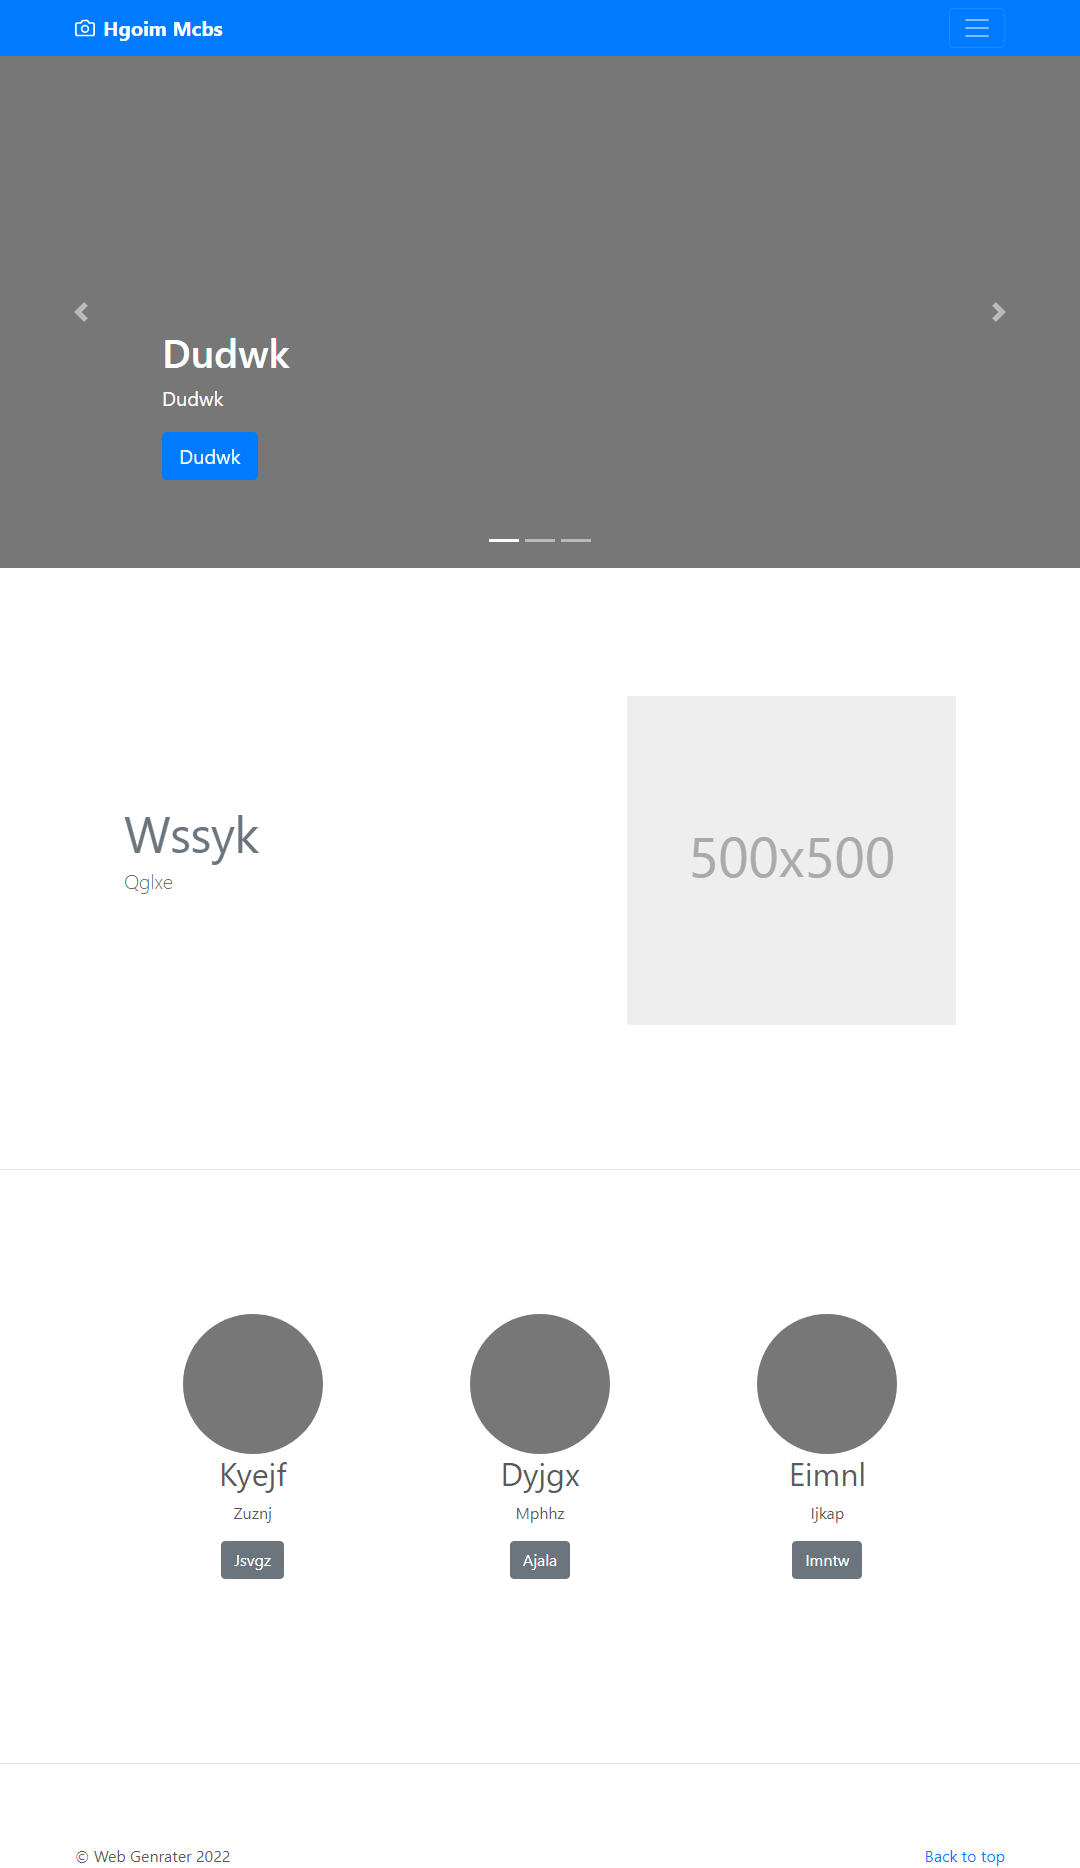 Hgoim Mcbs
Dudwk
Dudwk
Dudwk
Wssyk
Qglxe
500x500
Kyejf
Zuznj
Jsvgz
Dyjgx
Mphhz
Ajala
Eimnl
Ijkap
Imntw
© Web Genrater 2022
Back to top